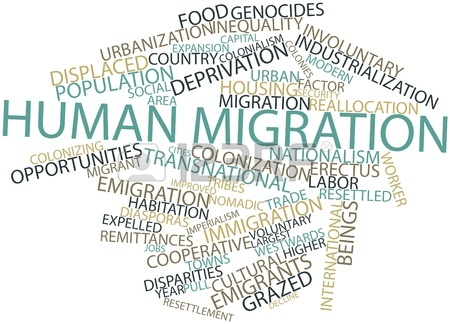 FOOD GENOCIDES
URBANIZATION INEQUALITY INVOLUNTARY
EXPANSION CAPITAL COLONIALISM COLONIES INDUSTRIALIZATION
DISPLACED COUNTRY DEPRIVATION MODERN
POPULATION SOCIAL URBAN FACTOR SECURITY
AREA HOUSING REALLOCATION
MIGRATION
HUMAN MIGRATION
COLONIZING CITIES COLONIZATION NATIONALISM WORKER
OPPORTUNITIES MIGRANT TRANSNATIONAL ERECTUS
EMIGRATION IMPROVED TRIBES LABOR
HABITATION NOMADIC TRADE RESETTLED
DIASPORAS IMPERIALISM IMMIGRATION INTERNATIONAL BEINGS
EXPELLED VOLUNTARY
REMITTANCES JOBS COOPERATIVE LARGEST WESTWARDS
TOWNS HIGHER
DISPARITIES CULTURAL
YEAR PULL EMIGRANTS
RESETTLEMENT DECLINE GRAZED